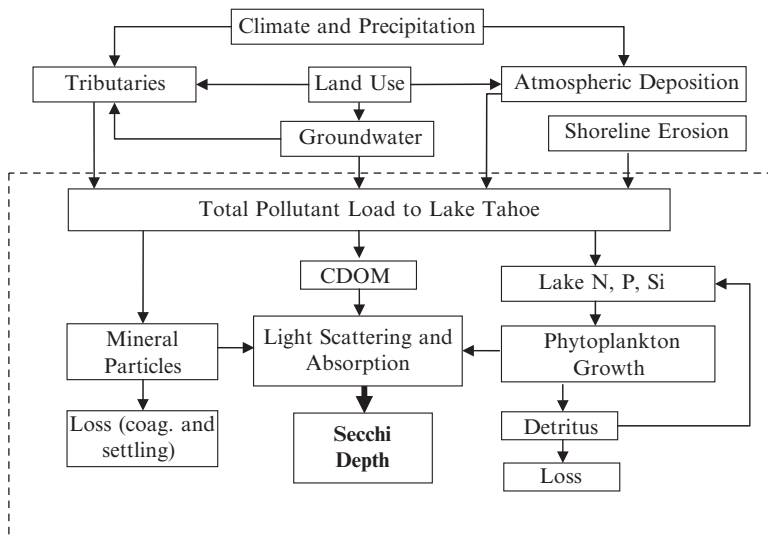 Climate and Precipitation
Tributaries
Land Use
Atmospheric Deposition
Groundwater
Shoreline Erosion
Total Pollutant Load to Lake Tahoe
CDOM
Lake N, P, Si
Mineral
Particles
Light Scattering and
Absorption
Phytoplankton
Growth
Loss (coag. and
settling)
Secchi
Depth
Detritus
Loss